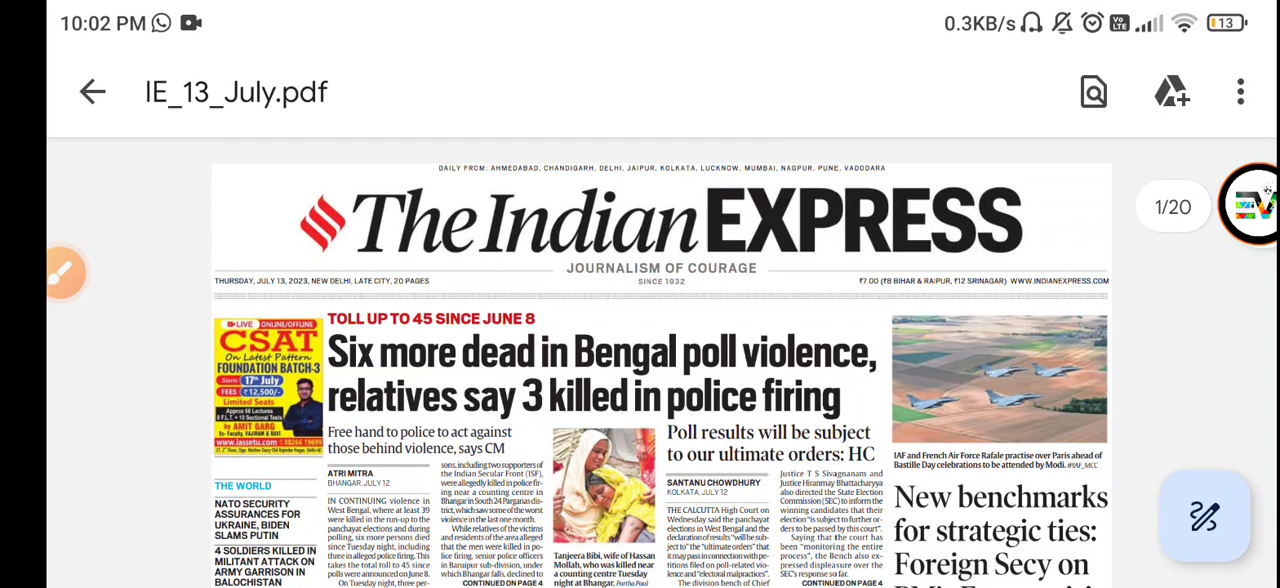 10:02 PM
0.3KB/s
Vo
LTE
13
IE_13_July.pdf
1/20
DAILY FROM: AHMEDABAD, CHANDIGARH, DELHI, JAIPUR, KOLKATA, LUCKNOW, MUMBAI, NAGPUR, PUNE, VADODARA
The Indian EXPRESS
JOURNALISM OF COURAGE
SINCE 1932
THURSDAY, JULY 13, 2023, NEW DELHI, LATE CITY, 20 PAGES
₹7.00 (₹8 BIHAR & RAIPUR, ₹12 SRINAGAR) WWW.INDIANEXPRESS.COM
LIVE ONLINE/OFFLINE
CSAT
On Latest Pattern
FOUNDATION BATCH-3
Starts 17th July
FEES ₹12,500/-
Limited Seats
Approx 60 Lectures
by AMIT GARG
Ex- Faculty, VAJIRAM & RAVI
www.iassetu.com
THE WORLD
NATO SECURITY
ASSURANCES FOR
UKRAINE, BIDEN
SLAMS PUTIN
4 SOLDIERS KILLED IN
MILITANT ATTACK ON
ARMY GARRISON IN
BALOCHISTAN
TOLL UP TO 45 SINCE JUNE 8
Six more dead in Bengal poll violence,
relatives say 3 killed in police firing
Free hand to police to act against
those behind violence, says CM
ATRI MITRA
BHANGAR, JULY 12
IN CONTINUING violence in
West Bengal, where at least 39
were killed in the run-up to the
panchayat elections and during
polling, six more persons died
since Tuesday night, including
three in alleged police firing. This
takes the total toll to 45 since
polls were announced on June 8.
On Tuesday night, three per-
sons, including two supporters of
the Indian Secular Front (ISF),
were allegedly killed in police fir-
ing near a counting centre in
Bhangar in South 24 Parganas dis-
trict, which saw some of the worst
violence in the last one month.
While relatives of the victims
and residents of the area alleged
that the men were killed in po-
lice firing, senior police officers
in Baruipur sub-division, under
which Bhangar falls, declined to
CONTINUED ON PAGE 4
Tanjeera Bibi, wife of Hassan
Mollah, who was killed near
a counting centre Tuesday
night at Bhangar. Partha Paul
Poll results will be subject
to our ultimate orders: HC
SANTANU CHOWDHURY
KOLKATA, JULY 12
THE CALCUTTA High Court on
Wednesday said the panchayat
elections in West Bengal and the
declaration of results "will be sub-
ject to" the "ultimate orders" that
it may pass in connection with pe-
titions filed on poll-related vio-
lence and "electoral malpractices".
The division bench of Chief
Justice T S Sivagnanam and
Justice Hiranmay Bhattacharyya
also directed the State Election
Commission (SEC) to inform the
winning candidates that their
election "is subject to further or-
ders to be passed by this court".
Saying that the court has
been "monitoring the entire
process", the Bench also ex-
pressed displeasure over the
SEC's response so far.
CONTINUED ON PAGE 4
IAF and French Air Force Rafale practise over Paris ahead of
Bastille Day celebrations to be attended by Modi. @IAF_MCC
New benchmarks
for strategic ties:
Foreign Secy on